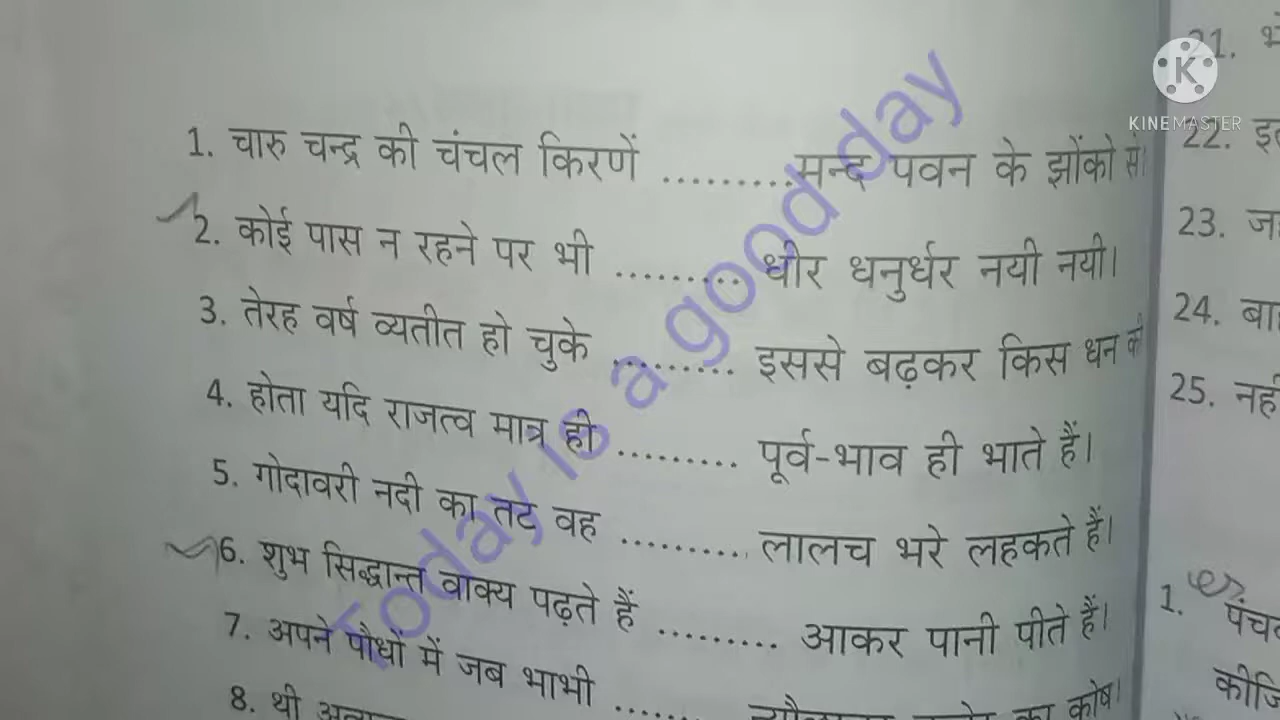 1. चारु चन्द्र की चंचल किरणें .......... मन्द पवन के झोंको से।
2. कोई पास न रहने पर भी ......... धीर धनुर्धर नयी नयी।
3. तेरह वर्ष व्यतीत हो चुके ......... इससे बढ़कर किस धन की
4. होता यदि राजत्व मात्र ही ......... पूर्व-भाव ही भाते हैं।
5. गोदावरी नदी का तट वह .......... लालच भरे लहकते हैं।
6. शुभ सिद्धान्त वाक्य पढ़ते हैं ......... आकर पानी पीते हैं।
7. अपने पौधों में जब भाभी ........ का कोष।
8. थी
21.
22.
23.
24.
25. नहीं
1.
KINEMASTER
Today is a good day